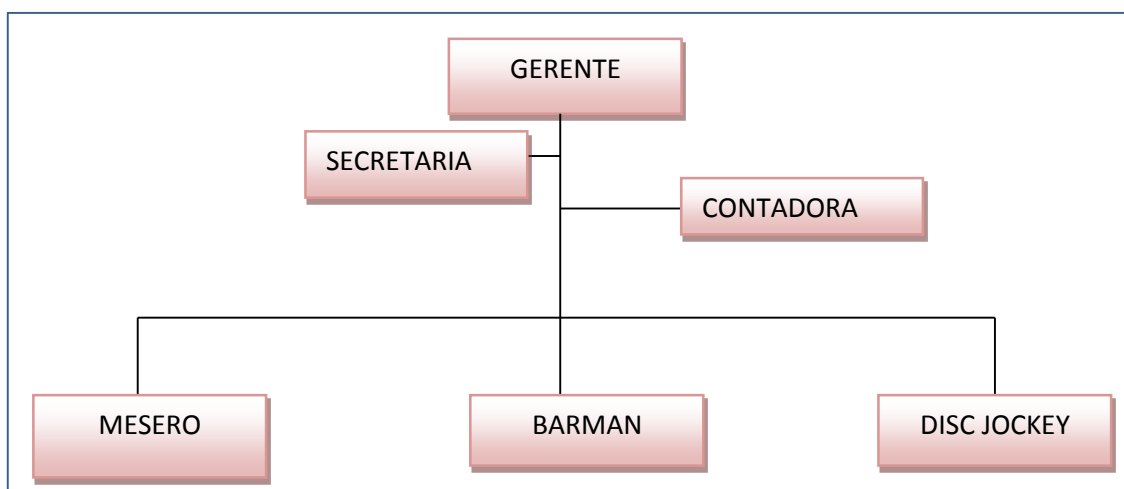 GERENTE
SECRETARIA
CONTADORA
MESERO
BARMAN
DISC JOCKEY